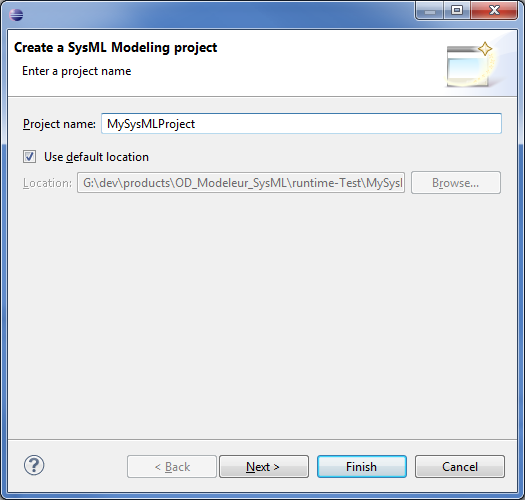 Create a SysML Modeling project
Enter a project name
Project name: MySysMLProject
Use default location
Location: G:\dev\products\OD_Modeleur_SysML\runtime-Test\MySysM Browse...
? < Back Next > Finish Cancel